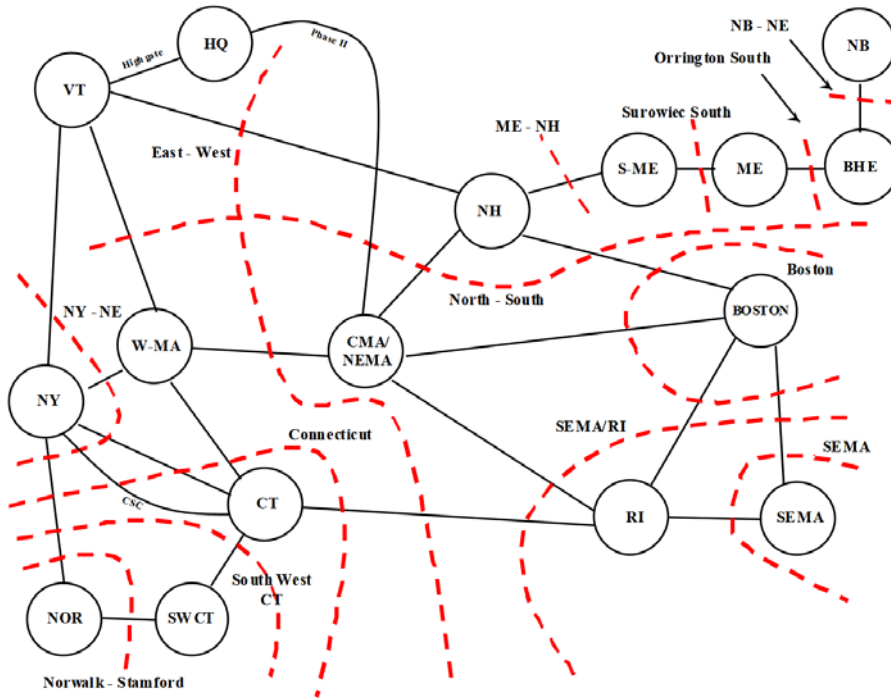 NB - NE
HQ
Phase II
NB
Highgate
Orrington South
VT
Surowiec South
ME - NH
East - West
S-ME
ME
BHE
NH
Boston
North - South
NY - NE
BOSTON
W-MA
CMA/
NEMA
NY
Connecticut
SEMA/RI
SEMA
CSC
CT
RI
SEMA
South West
CT
NOR
SWCT
Norwalk - Stamford